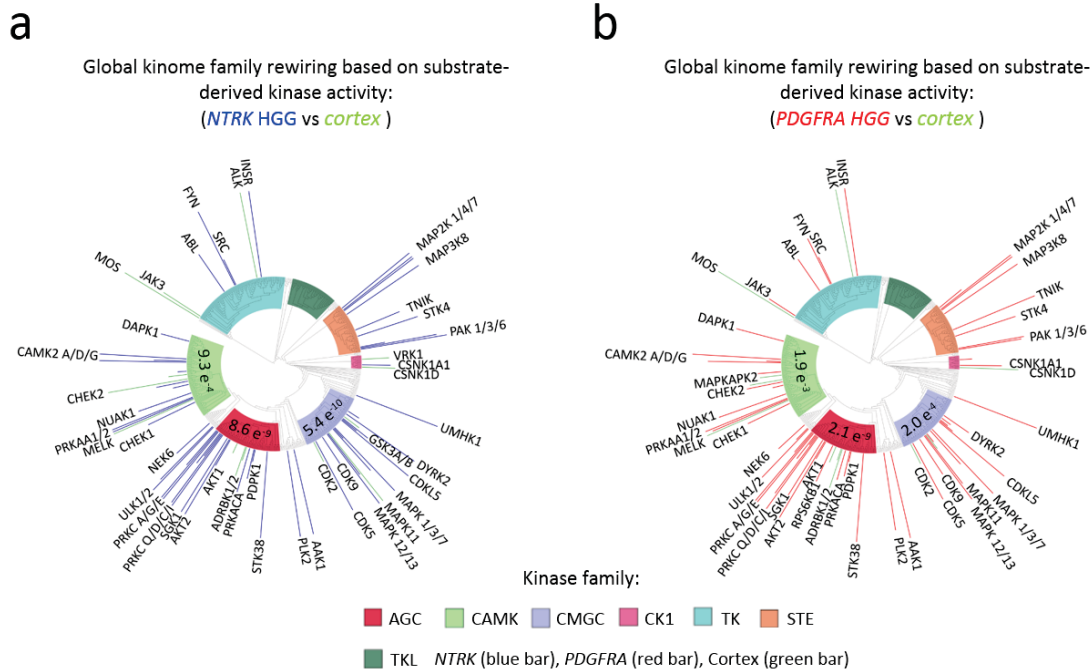 a
Global kinome family rewiring based on substrate-
derived kinase activity:
(NTRK HGG vs cortex )
INSR
ALK
FYN
SRC
ABL
MOS
JAK3
MAP2K 1/4/7
MAP3K8
TNIK
STK4
PAK 1/3/6
VRK1
CSNK1A1
CSNK1D
UMHK1
DAPK1
CAMK2 A/D/G
CHEK2
NUAK1
PRKAA1/2
MELK
CHEK1
9.3 e-4
8.6 e-9
5.4 e-10
NEK6
ULK1/2
PRKC A/G/E
PRKC Q/D/C/I
SGK1
AKT2
AKT1
ADRBK1/2
PRKACA
PDPK1
STK38
PLK2
AAK1
CDK2
CDK9
CDK5
MAPK11
MAPK 12/13
MAPK 1/3/7
CDKL5
DYRK2
GSK3A/B
b
Global kinome family rewiring based on substrate-
derived kinase activity:
(PDGFRA HGG vs cortex )
INSR
ALK
FYN
SRC
ABL
MOS
JAK3
MAP2K 1/4/7
MAP3K8
TNIK
STK4
PAK 1/3/6
CSNK1A1
CSNK1D
UMHK1
DAPK1
CAMK2 A/D/G
MAPKAPK2
CHEK2
NUAK1
PRKAA1/2
MELK
CHEK1
1.9 e-3
2.1 e-9
2.0 e-4
NEK6
ULK1/2
PRKC A/G/E
PRKC Q/D/C/I
SGK1
AKT2
AKT1
RPS6KB1
ADRBK1/2
PRKACA
PDPK1
STK38
PLK2
AAK1
CDK2
CDK9
CDK5
MAPK11
MAPK 12/13
MAPK 1/3/7
CDKL5
DYRK2
Kinase family:
AGC CAMK CMGC CK1 TK STE
TKL NTRK (blue bar), PDGFRA (red bar), Cortex (green bar)